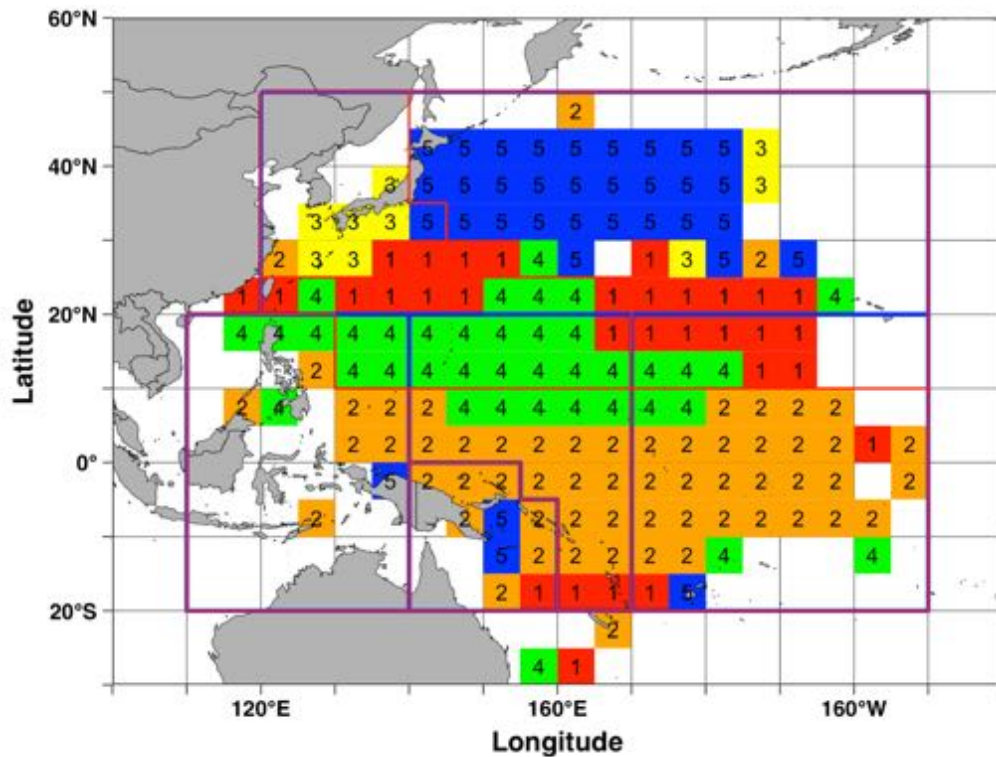 60°N
2
5 5 5 5 5 5 5 5 5 3
40°N
3 5 5 5 5 5 5 5 5 5 3
3 3 3 5 5 5 5 5 5 5 5 5
2 3 3 1 1 1 1 4 5 1 3 5 2 5
1 1 4 1 1 1 1 4 4 4 1 1 1 1 1 1 4
20°N
4 4 4 4 4 4 4 4 4 4 1 1 1 1 1 1
2 4 4 4 4 4 4 4 4 4 4 4 1 1
2 4 2 2 2 4 4 4 4 4 4 4 2 2 2 2
2 2 2 2 2 2 2 2 2 2 2 2 2 2 1 2
0°
5 2 2 2 2 2 2 2 2 2 2 2 2 2
2 2 5 2 2 2 2 2 2 2 2 2 2
5 2 2 2 2 2 4 4
2 1 1 1 1 5
20°S
2
4 1
Latitude
120°E 160°E 160°W
Longitude